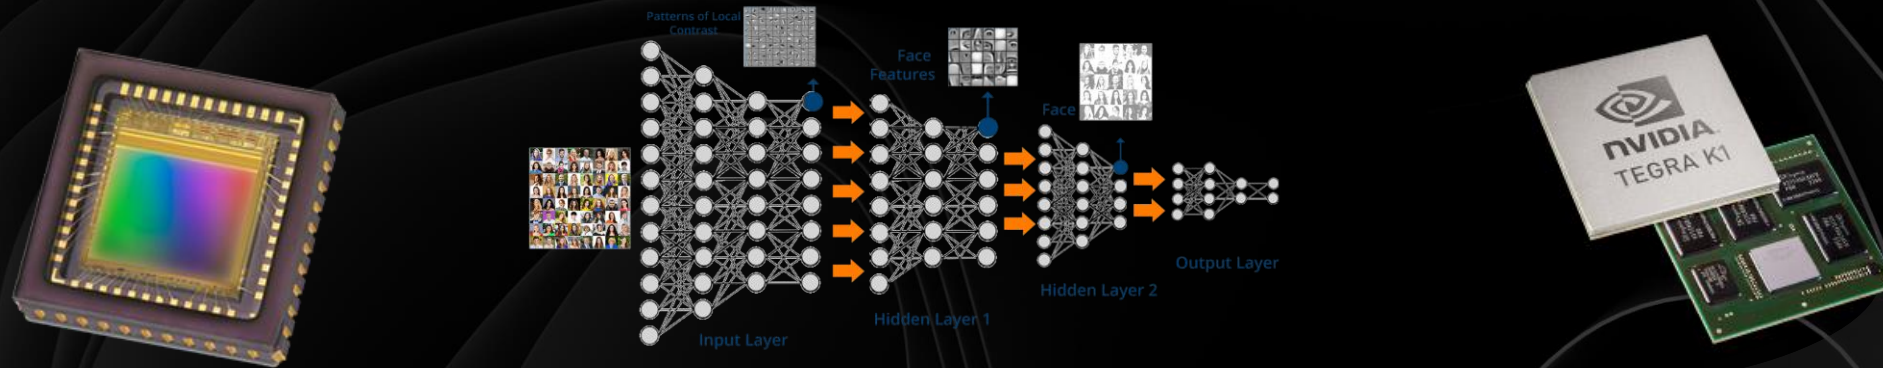 Patterns of Local
Contrast
Face
Features
Face
Input Layer
Hidden Layer 1
Hidden Layer 2
Output Layer
NVIDIA.
TEGRA K1